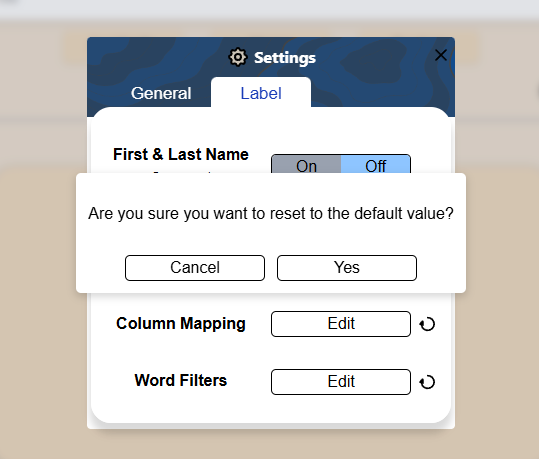 Settings
General
Label
First & Last Name
On
Off
Are you sure you want to reset to the default value?
Cancel
Yes
Column Mapping
Edit
Word Filters
Edit